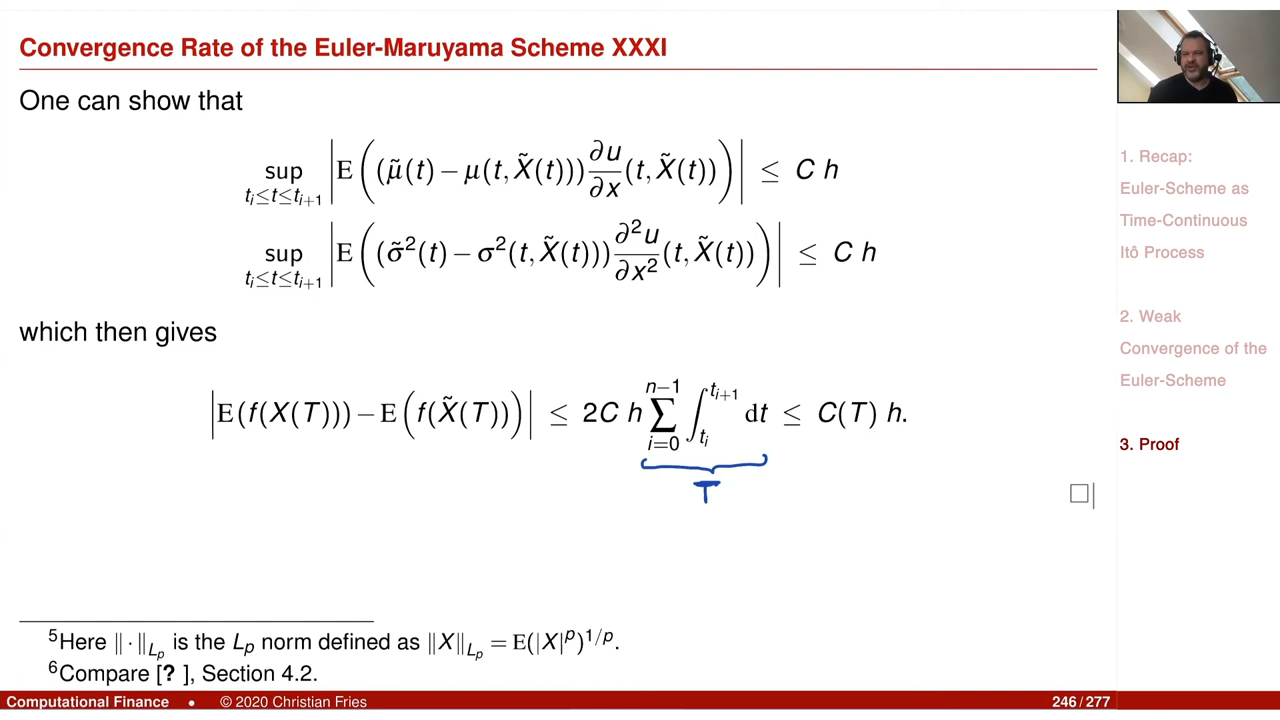 Convergence Rate of the Euler-Maruyama Scheme XXXI
One can show that
sup_{t_i≤t≤t_{i+1}} |E((μ̃(t) − μ(t, X̃(t))) ∂u/∂x (t, X̃(t)))| ≤ C h
sup_{t_i≤t≤t_{i+1}} |E((σ̃²(t) − σ²(t, X̃(t))) ∂²u/∂x² (t, X̃(t)))| ≤ C h
which then gives
|E(f(X(T))) − E(f(X̃(T)))| ≤ 2C h ∑_{i=0}^{n−1} ∫_{t_i}^{t_{i+1}} dt ≤ C(T) h.
T
□
⁵Here ‖·‖_{L_p} is the L_p norm defined as ‖X‖_{L_p} = E(|X|^p)^{1/p}.
⁶Compare [? ], Section 4.2.
Computational Finance • © 2020 Christian Fries 246 / 277
1. Recap:
Euler-Scheme as
Time-Continuous
Itô Process
2. Weak
Convergence of the
Euler-Scheme
3. Proof